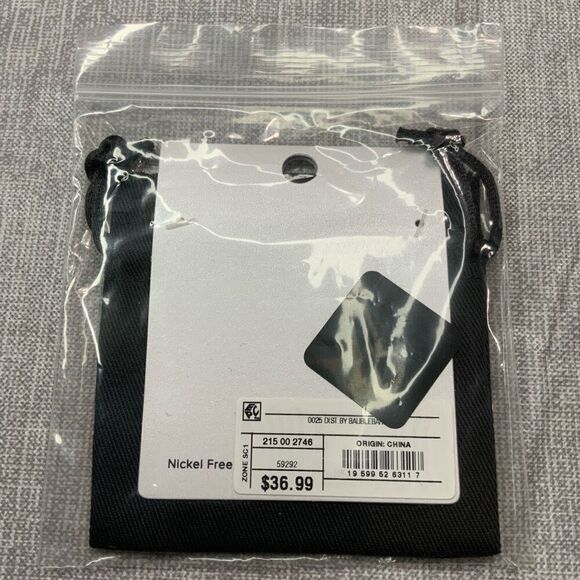 0025 DIST. BY BAUBLEBA
ZONE SC1
215 00 2746
ORIGIN: CHINA
59292
$36.99
19 599 52 6311 7
Nickel Free